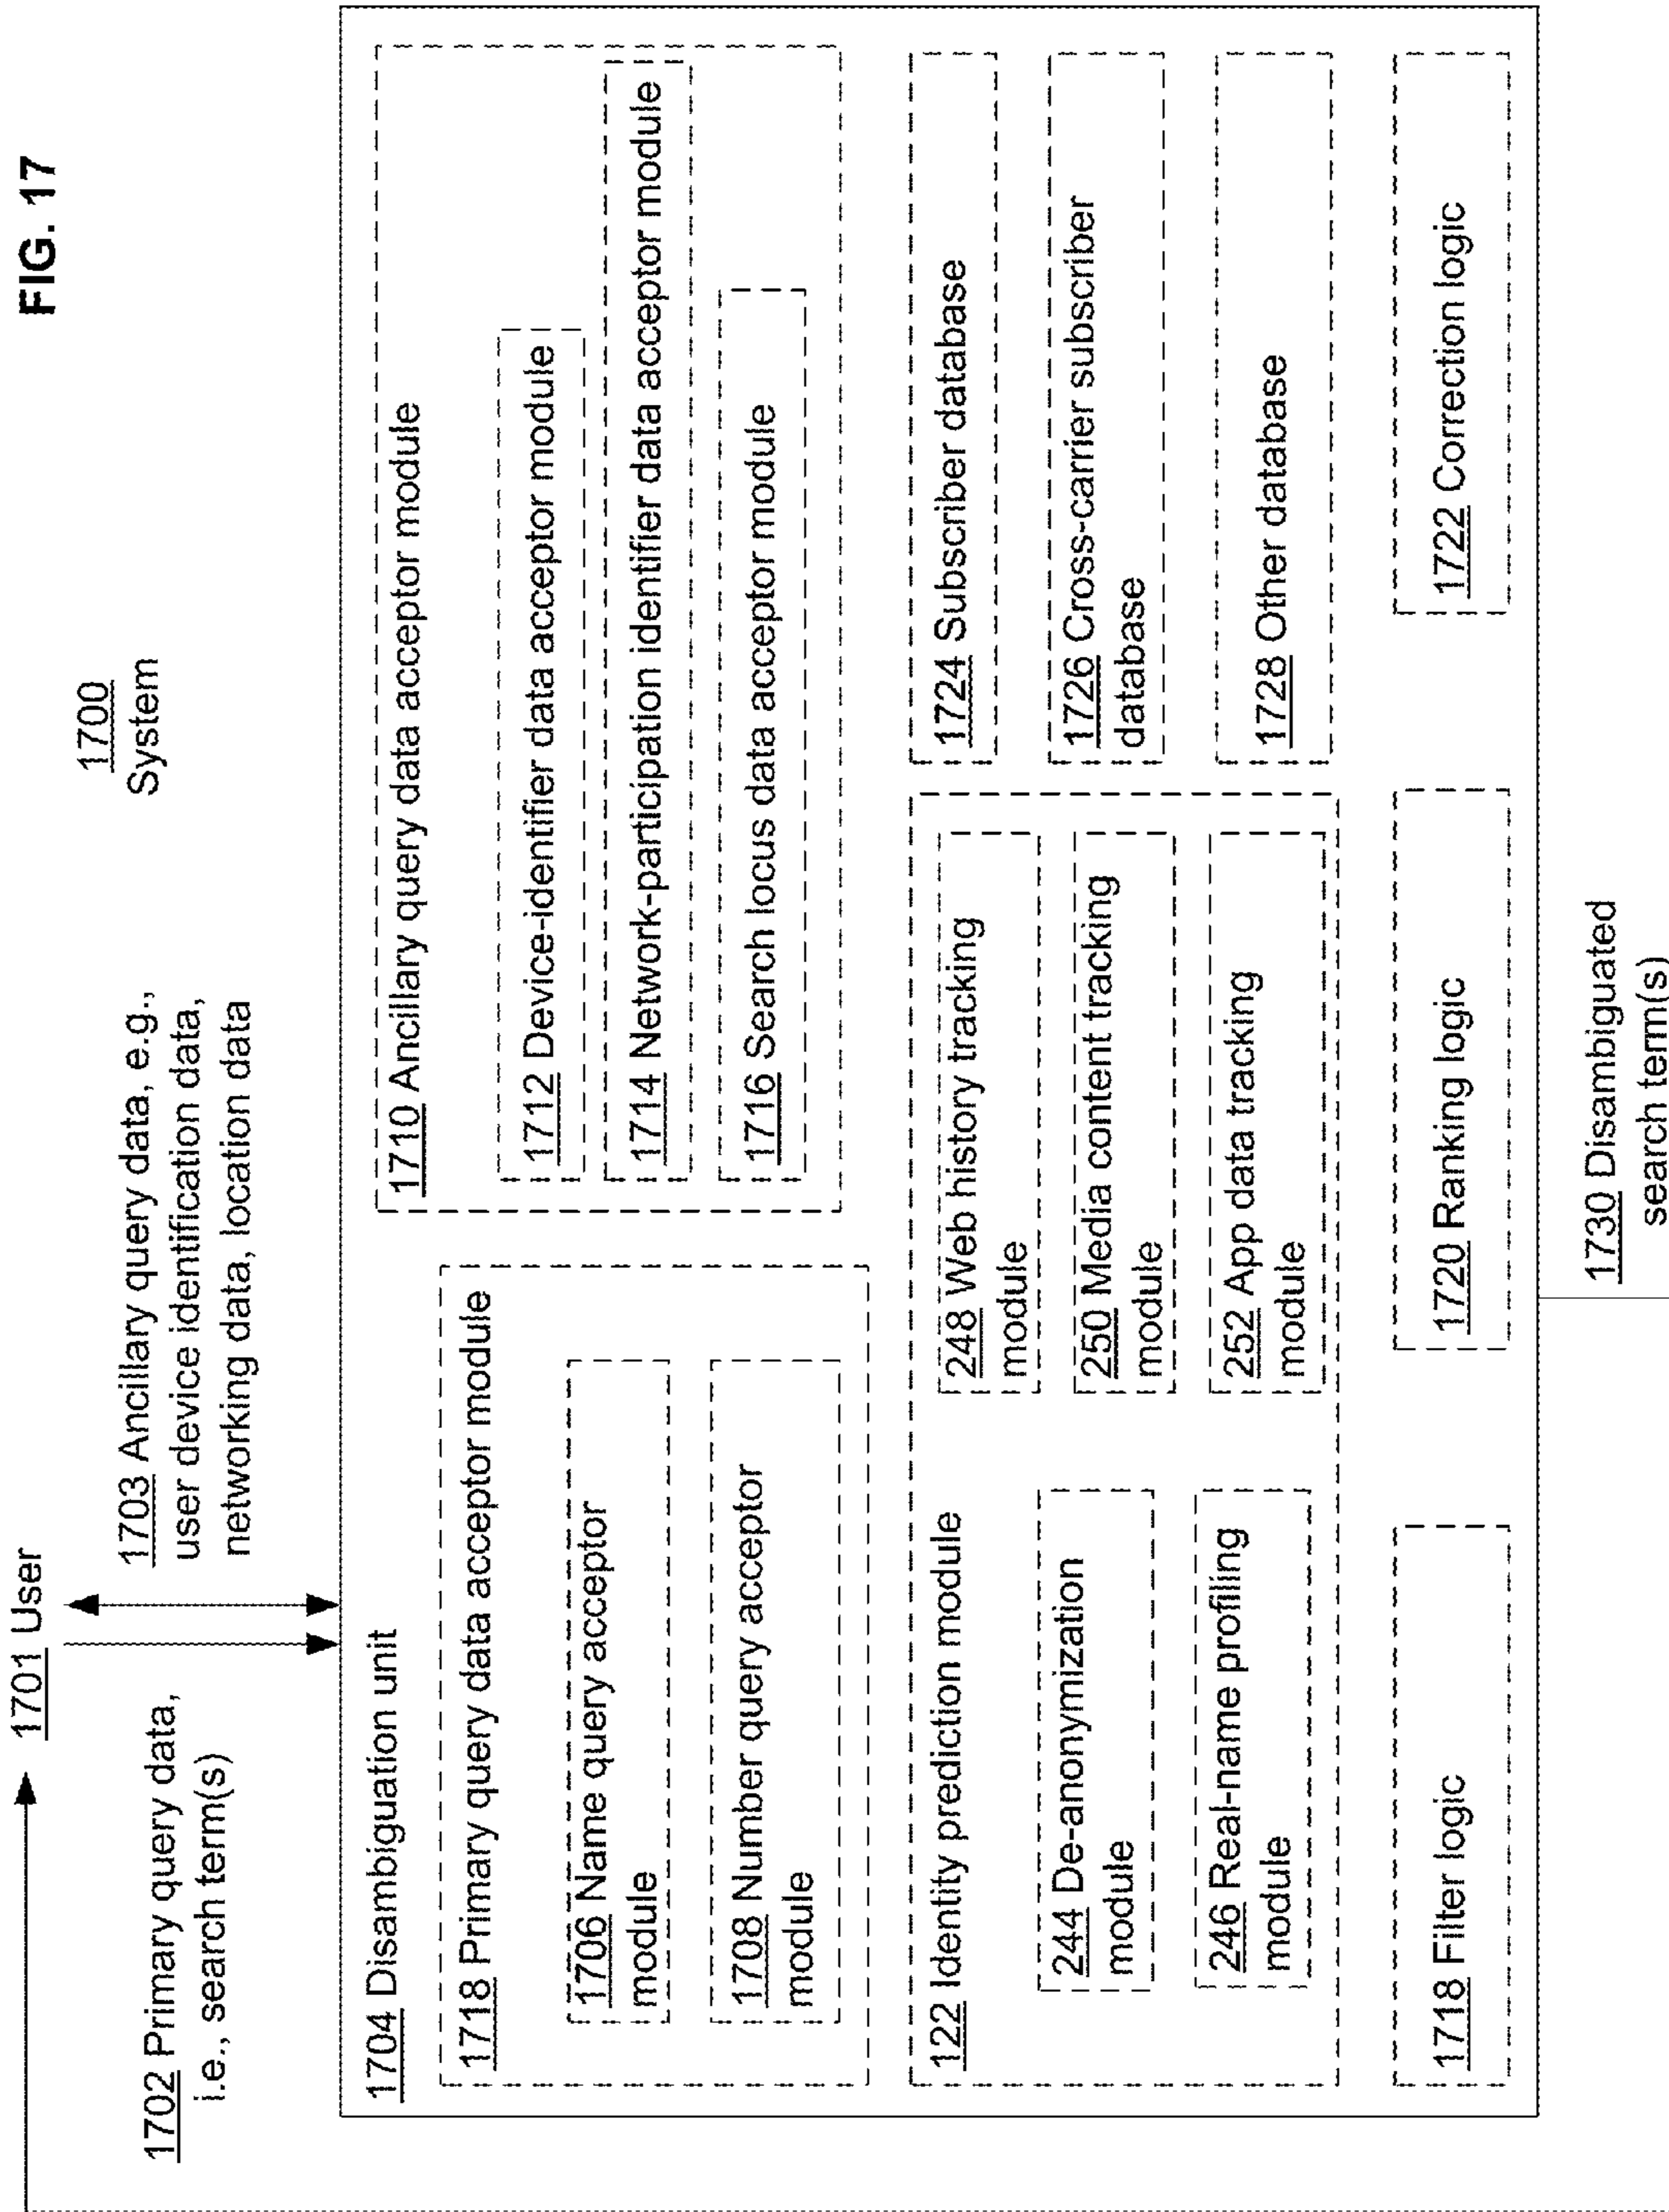 FIG. 17
1700
System
1701 User
1702 Primary query data,
i.e., search term(s)
1703 Ancillary query data, e.g.,
user device identification data,
networking data, location data
1704 Disambiguation unit
1718 Primary query data acceptor module
1706 Name query acceptor
module
1708 Number query acceptor
module
1710 Ancillary query data acceptor module
1712 Device-identifier data acceptor module
1714 Network-participation identifier data acceptor module
1716 Search locus data acceptor module
122 Identity prediction module
244 De-anonymization
module
246 Real-name profiling
module
248 Web history tracking
module
250 Media content tracking
module
252 App data tracking
module
1724 Subscriber database
1726 Cross-carrier subscriber
database
1728 Other database
1718 Filter logic
1720 Ranking logic
1722 Correction logic
1730 Disambiguated
search term(s)